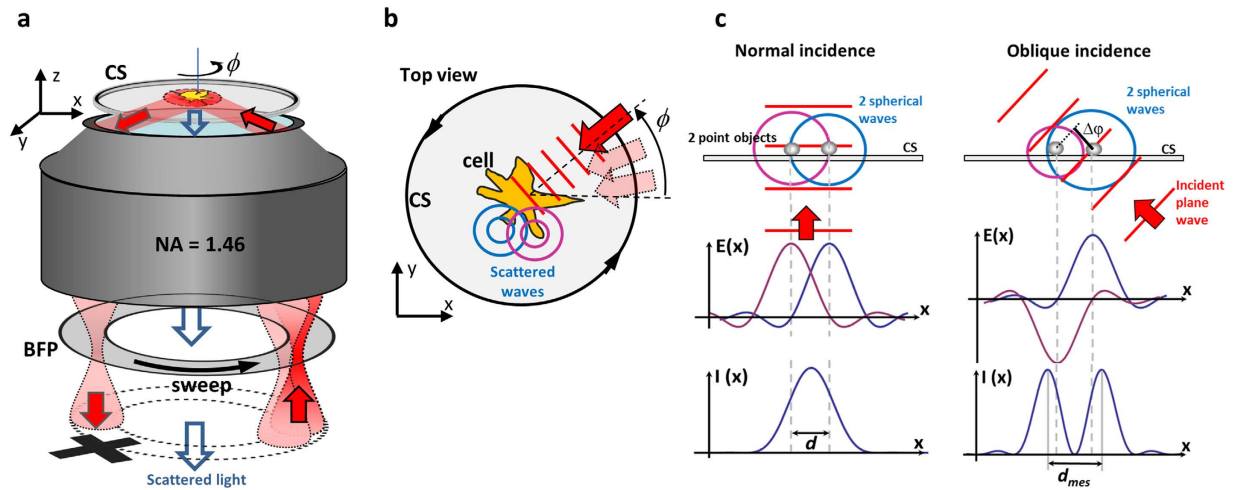 a
CS
ϕ
z
x
y
NA = 1.46
BFP
sweep
Scattered light
b
Top view
ϕ
cell
CS
Scattered
waves
y
x
c
Normal incidence
2 spherical
waves
2 point objects
CS
E(x)
x
I (x)
x
d
Oblique incidence
2 spherical
waves
Δφ
CS
Incident
plane
wave
E(x)
x
I (x)
x
dmes